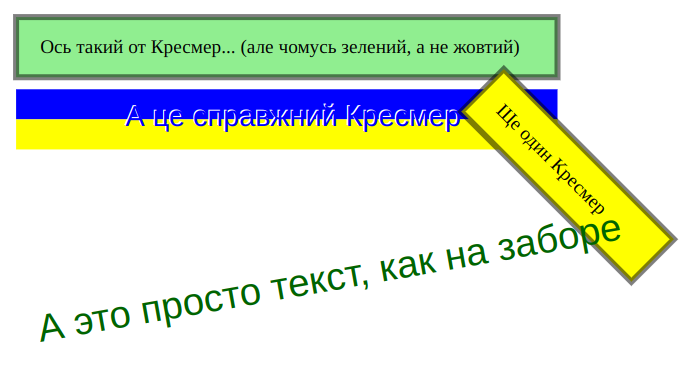 Ось такий от Кресмер... (але чомусь зелений, а не жовтий)
А це справжний Кресмер
Ще один Кресмер
А это просто текст, как на заборе